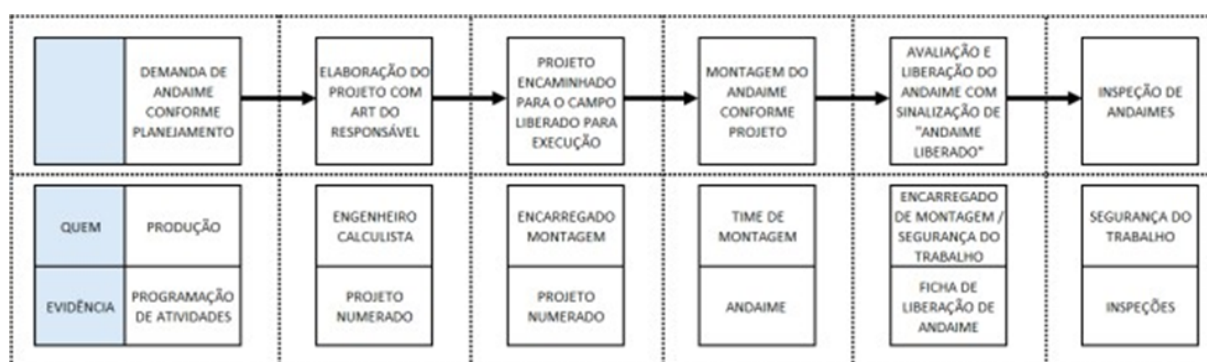 DEMANDA DE
ANDAIME
CONFORME
PLANEJAMENTO
ELABORAÇÃO DO
PROJETO COM
ART DO
RESPONSÁVEL
PROJETO
ENCAMINHADO
PARA O CAMPO
LIBERADO PARA
EXECUÇÃO
MONTAGEM DO
ANDAIME
CONFORME
PROJETO
AVALIAÇÃO E
LIBERAÇÃO DO
ANDAIME COM
SINALIZAÇÃO DE
"ANDAIME
LIBERADO"
INSPEÇÃO DE
ANDAIMES
QUEM
PRODUÇÃO
ENGENHEIRO
CALCULISTA
ENCARREGADO
MONTAGEM
TIME DE
MONTAGEM
ENCARREGADO
DE MONTAGEM /
SEGURANÇA DO
TRABALHO
SEGURANÇA DO
TRABALHO
EVIDÊNCIA
PROGRAMAÇÃO
DE ATIVIDADES
PROJETO
NUMERADO
PROJETO
NUMERADO
ANDAIME
FICHA DE
LIBERAÇÃO DE
ANDAIME
INSPEÇÕES